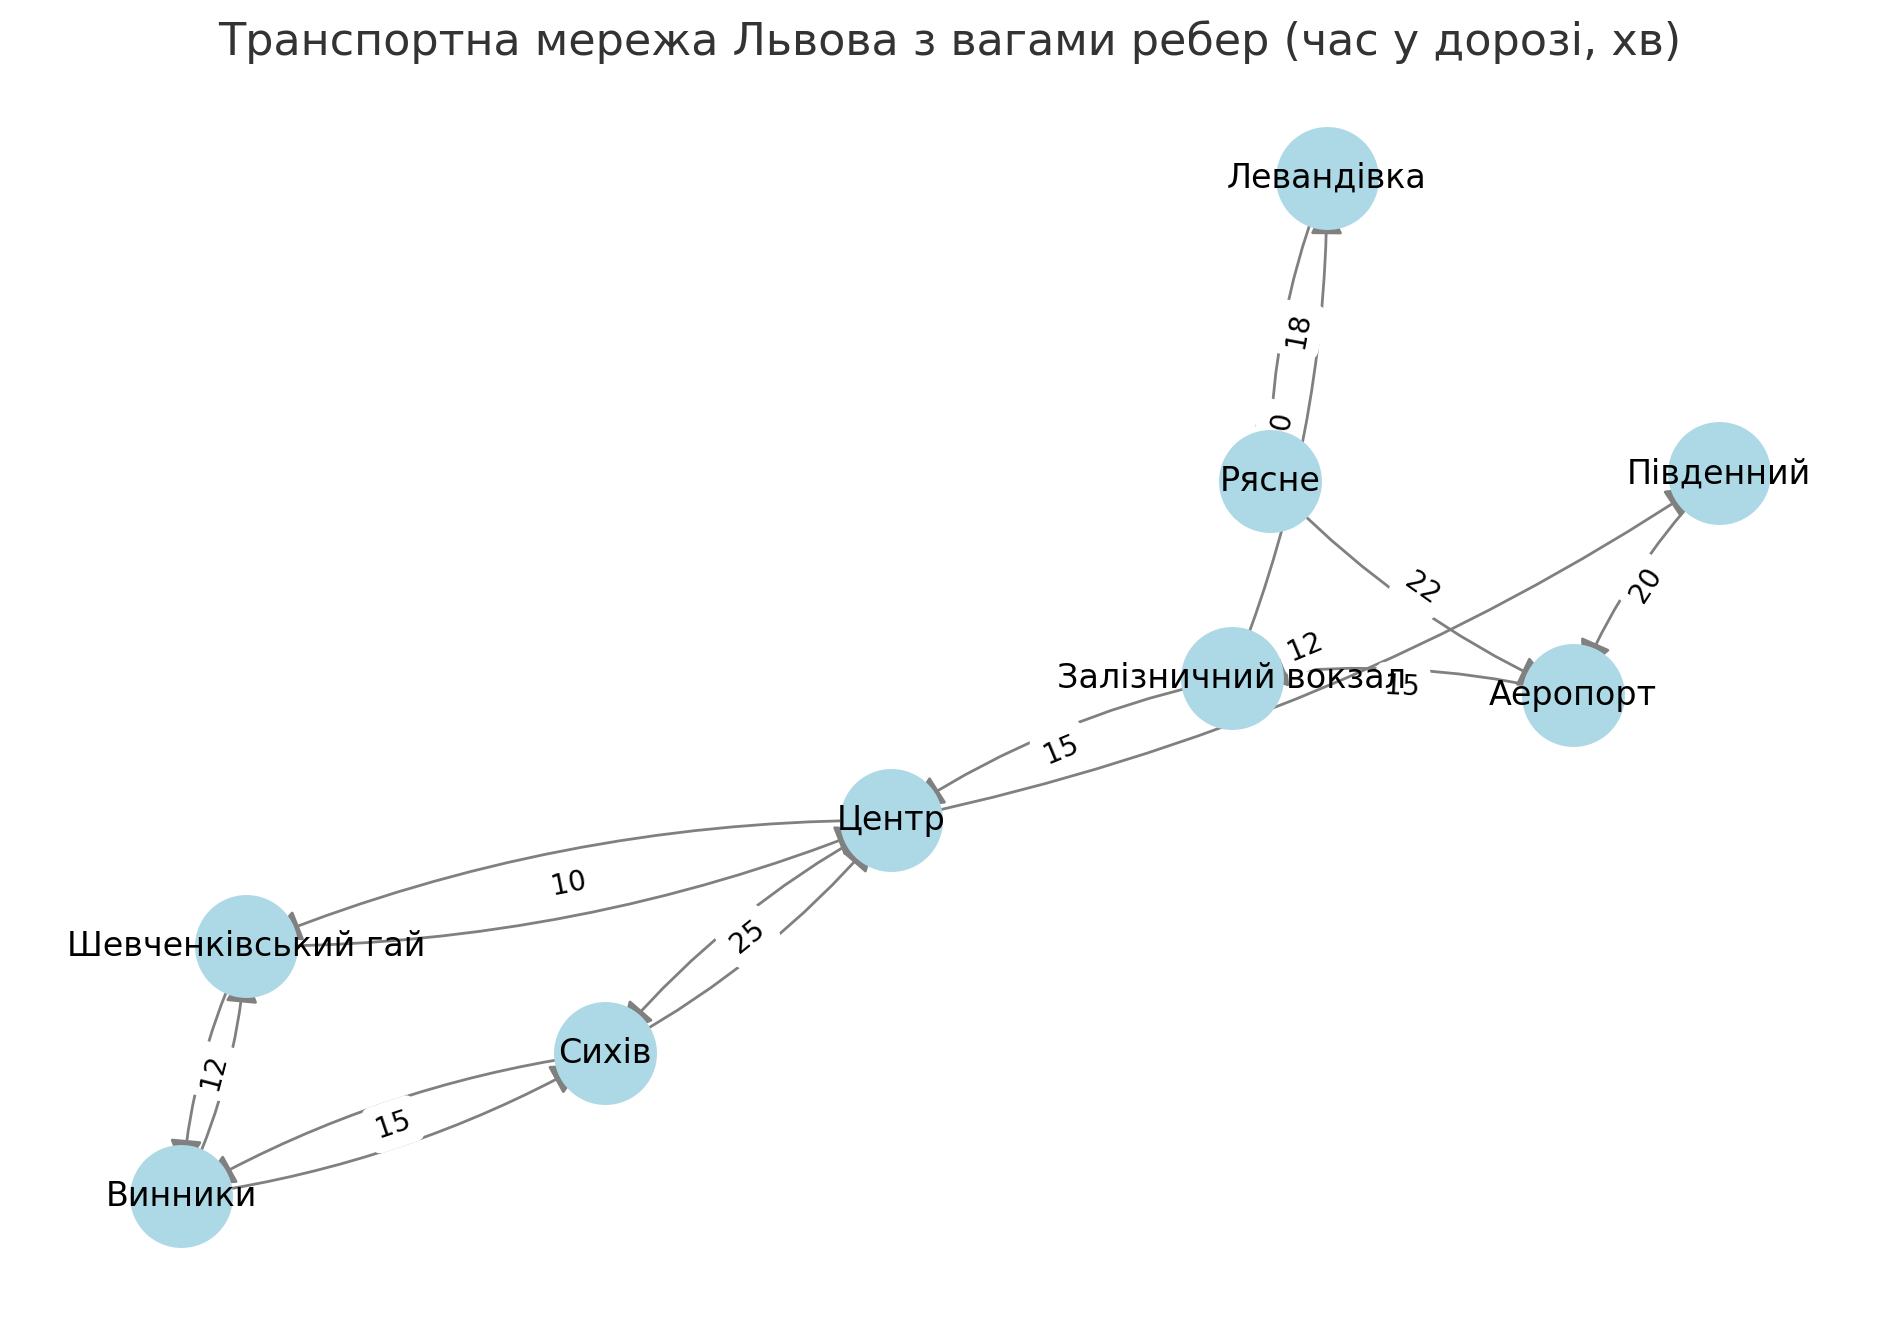 Транспортна мережа Львова з вагами ребер (час у дорозі, хв)
Левандівка
18
0
Рясне
Південний
22
20
12
Залізничний вокзал
15
Аеропорт
15
Центр
10
25
Шевченківський гай
Сихів
12
15
Винники